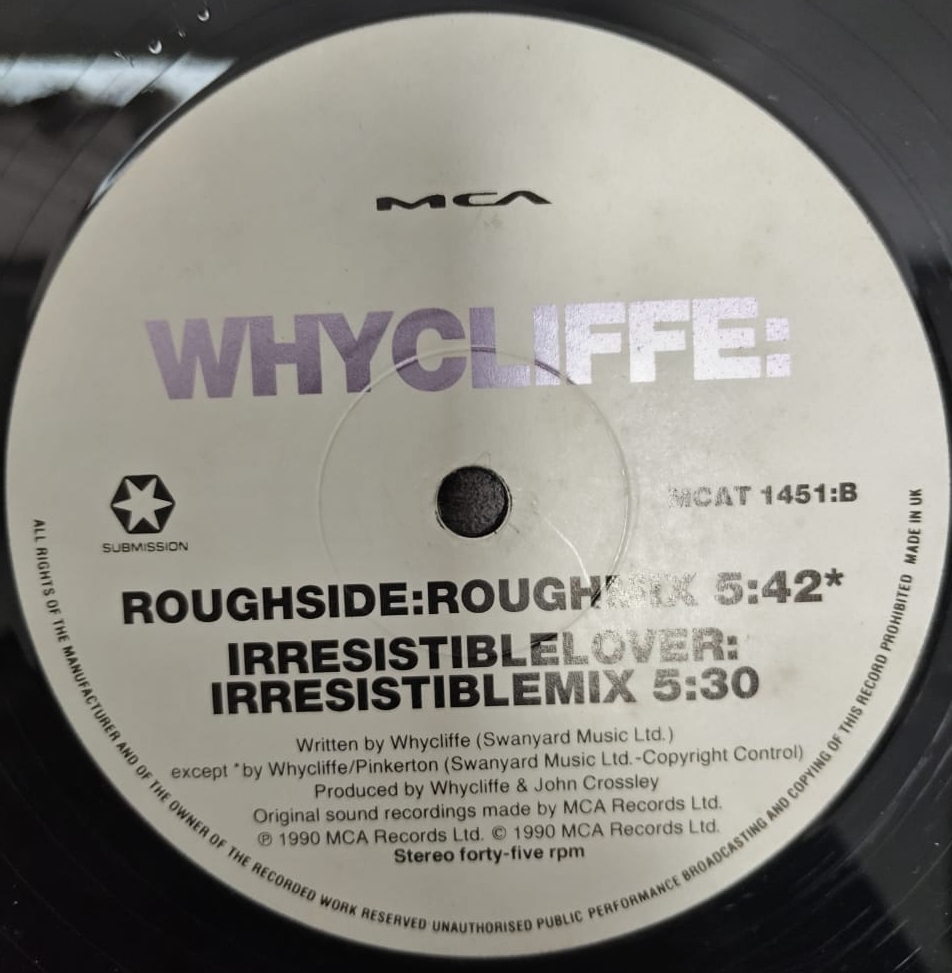 MCA
WHYCLIFFE:
SUBMISSION
MCAT 1451:B
ROUGHSIDE:ROUGHMIX 5:42*
IRRESISTIBLELOVER:
IRRESISTIBLEMIX 5:30
Written by Whycliffe (Swanyard Music Ltd.)
except *by Whycliffe/Pinkerton (Swanyard Music Ltd.-Copyright Control)
Produced by Whycliffe & John Crossley
Original sound recordings made by MCA Records Ltd.
℗ 1990 MCA Records Ltd. © 1990 MCA Records Ltd.
Stereo forty-five rpm
ALL RIGHTS OF THE MANUFACTURER AND OF THE OWNER OF THE RECORDED WORK RESERVED UNAUTHORISED PUBLIC PERFORMANCE BROADCASTING AND COPYING OF THIS RECORD PROHIBITED MADE IN UK